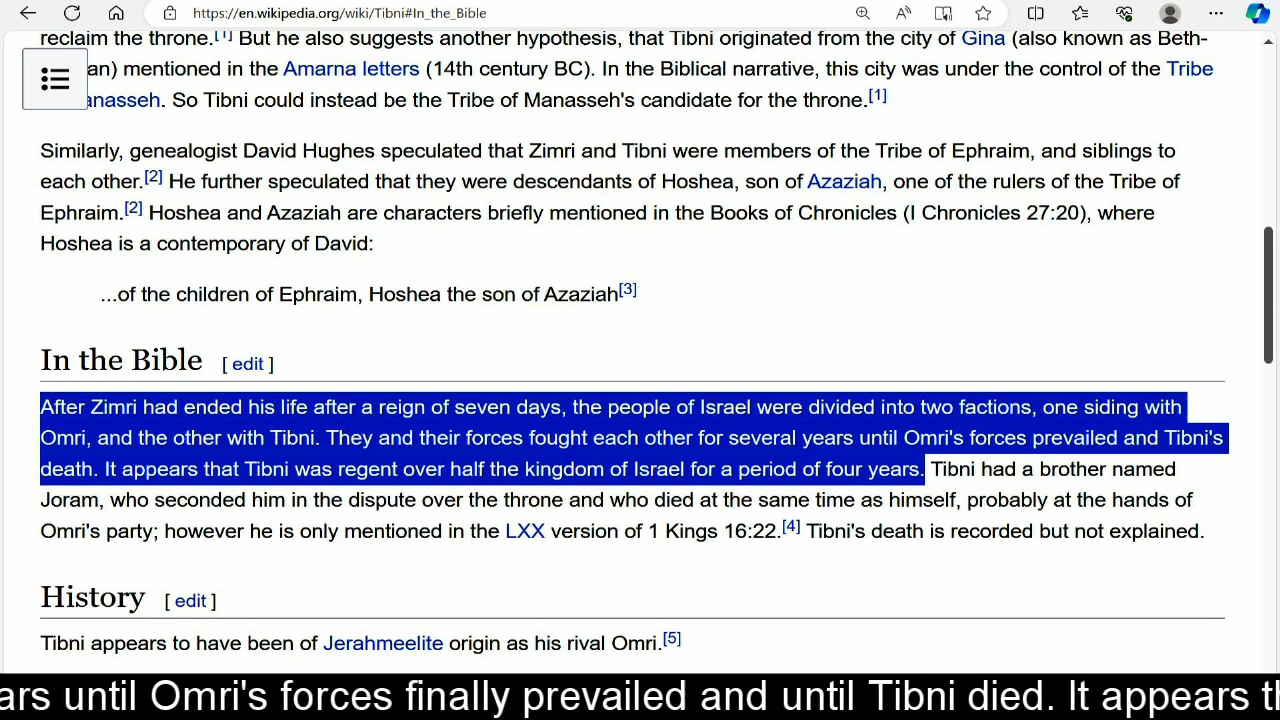 https://en.wikipedia.org/wiki/Tibni#In_the_Bible
reclaim the throne.[1] But he also suggests another hypothesis, that Tibni originated from the city of Gina (also known as Beth-
an) mentioned in the Amarna letters (14th century BC). In the Biblical narrative, this city was under the control of the Tribe
anasseh. So Tibni could instead be the Tribe of Manasseh's candidate for the throne.[1]
Similarly, genealogist David Hughes speculated that Zimri and Tibni were members of the Tribe of Ephraim, and siblings to
each other.[2] He further speculated that they were descendants of Hoshea, son of Azaziah, one of the rulers of the Tribe of
Ephraim.[2] Hoshea and Azaziah are characters briefly mentioned in the Books of Chronicles (I Chronicles 27:20), where
Hoshea is a contemporary of David:
...of the children of Ephraim, Hoshea the son of Azaziah[3]
In the Bible [ edit ]
After Zimri had ended his life after a reign of seven days, the people of Israel were divided into two factions, one siding with
Omri, and the other with Tibni. They and their forces fought each other for several years until Omri's forces prevailed and Tibni's
death. It appears that Tibni was regent over half the kingdom of Israel for a period of four years. Tibni had a brother named
Joram, who seconded him in the dispute over the throne and who died at the same time as himself, probably at the hands of
Omri's party; however he is only mentioned in the LXX version of 1 Kings 16:22.[4] Tibni's death is recorded but not explained.
History [ edit ]
Tibni appears to have been of Jerahmeelite origin as his rival Omri.[5]
ars until Omri's forces finally prevailed and until Tibni died. It appears th